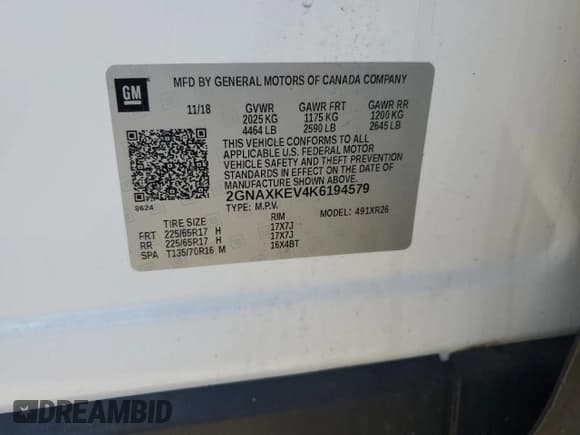 GM
MFD BY GENERAL MOTORS OF CANADA COMPANY
11/18 GVWR GAWR FRT GAWR RR
2025 KG 1175 KG 1200 KG
4464 LB 2590 LB 2645 LB
THIS VEHICLE CONFORMS TO ALL
APPLICABLE U.S. FEDERAL MOTOR
VEHICLE SAFETY AND THEFT PREVENTION
STANDARDS IN EFFECT ON THE DATE OF
MANUFACTURE SHOWN ABOVE.
8624 2GNAXKEV4K6194579
TYPE: M.P.V. MODEL: 491XR26
TIRE SIZE RIM
FRT 225/65R17 H 17X7J
RR 225/65R17 H 17X7J
SPA T135/70R16 M 16X4BT
DREAMBID